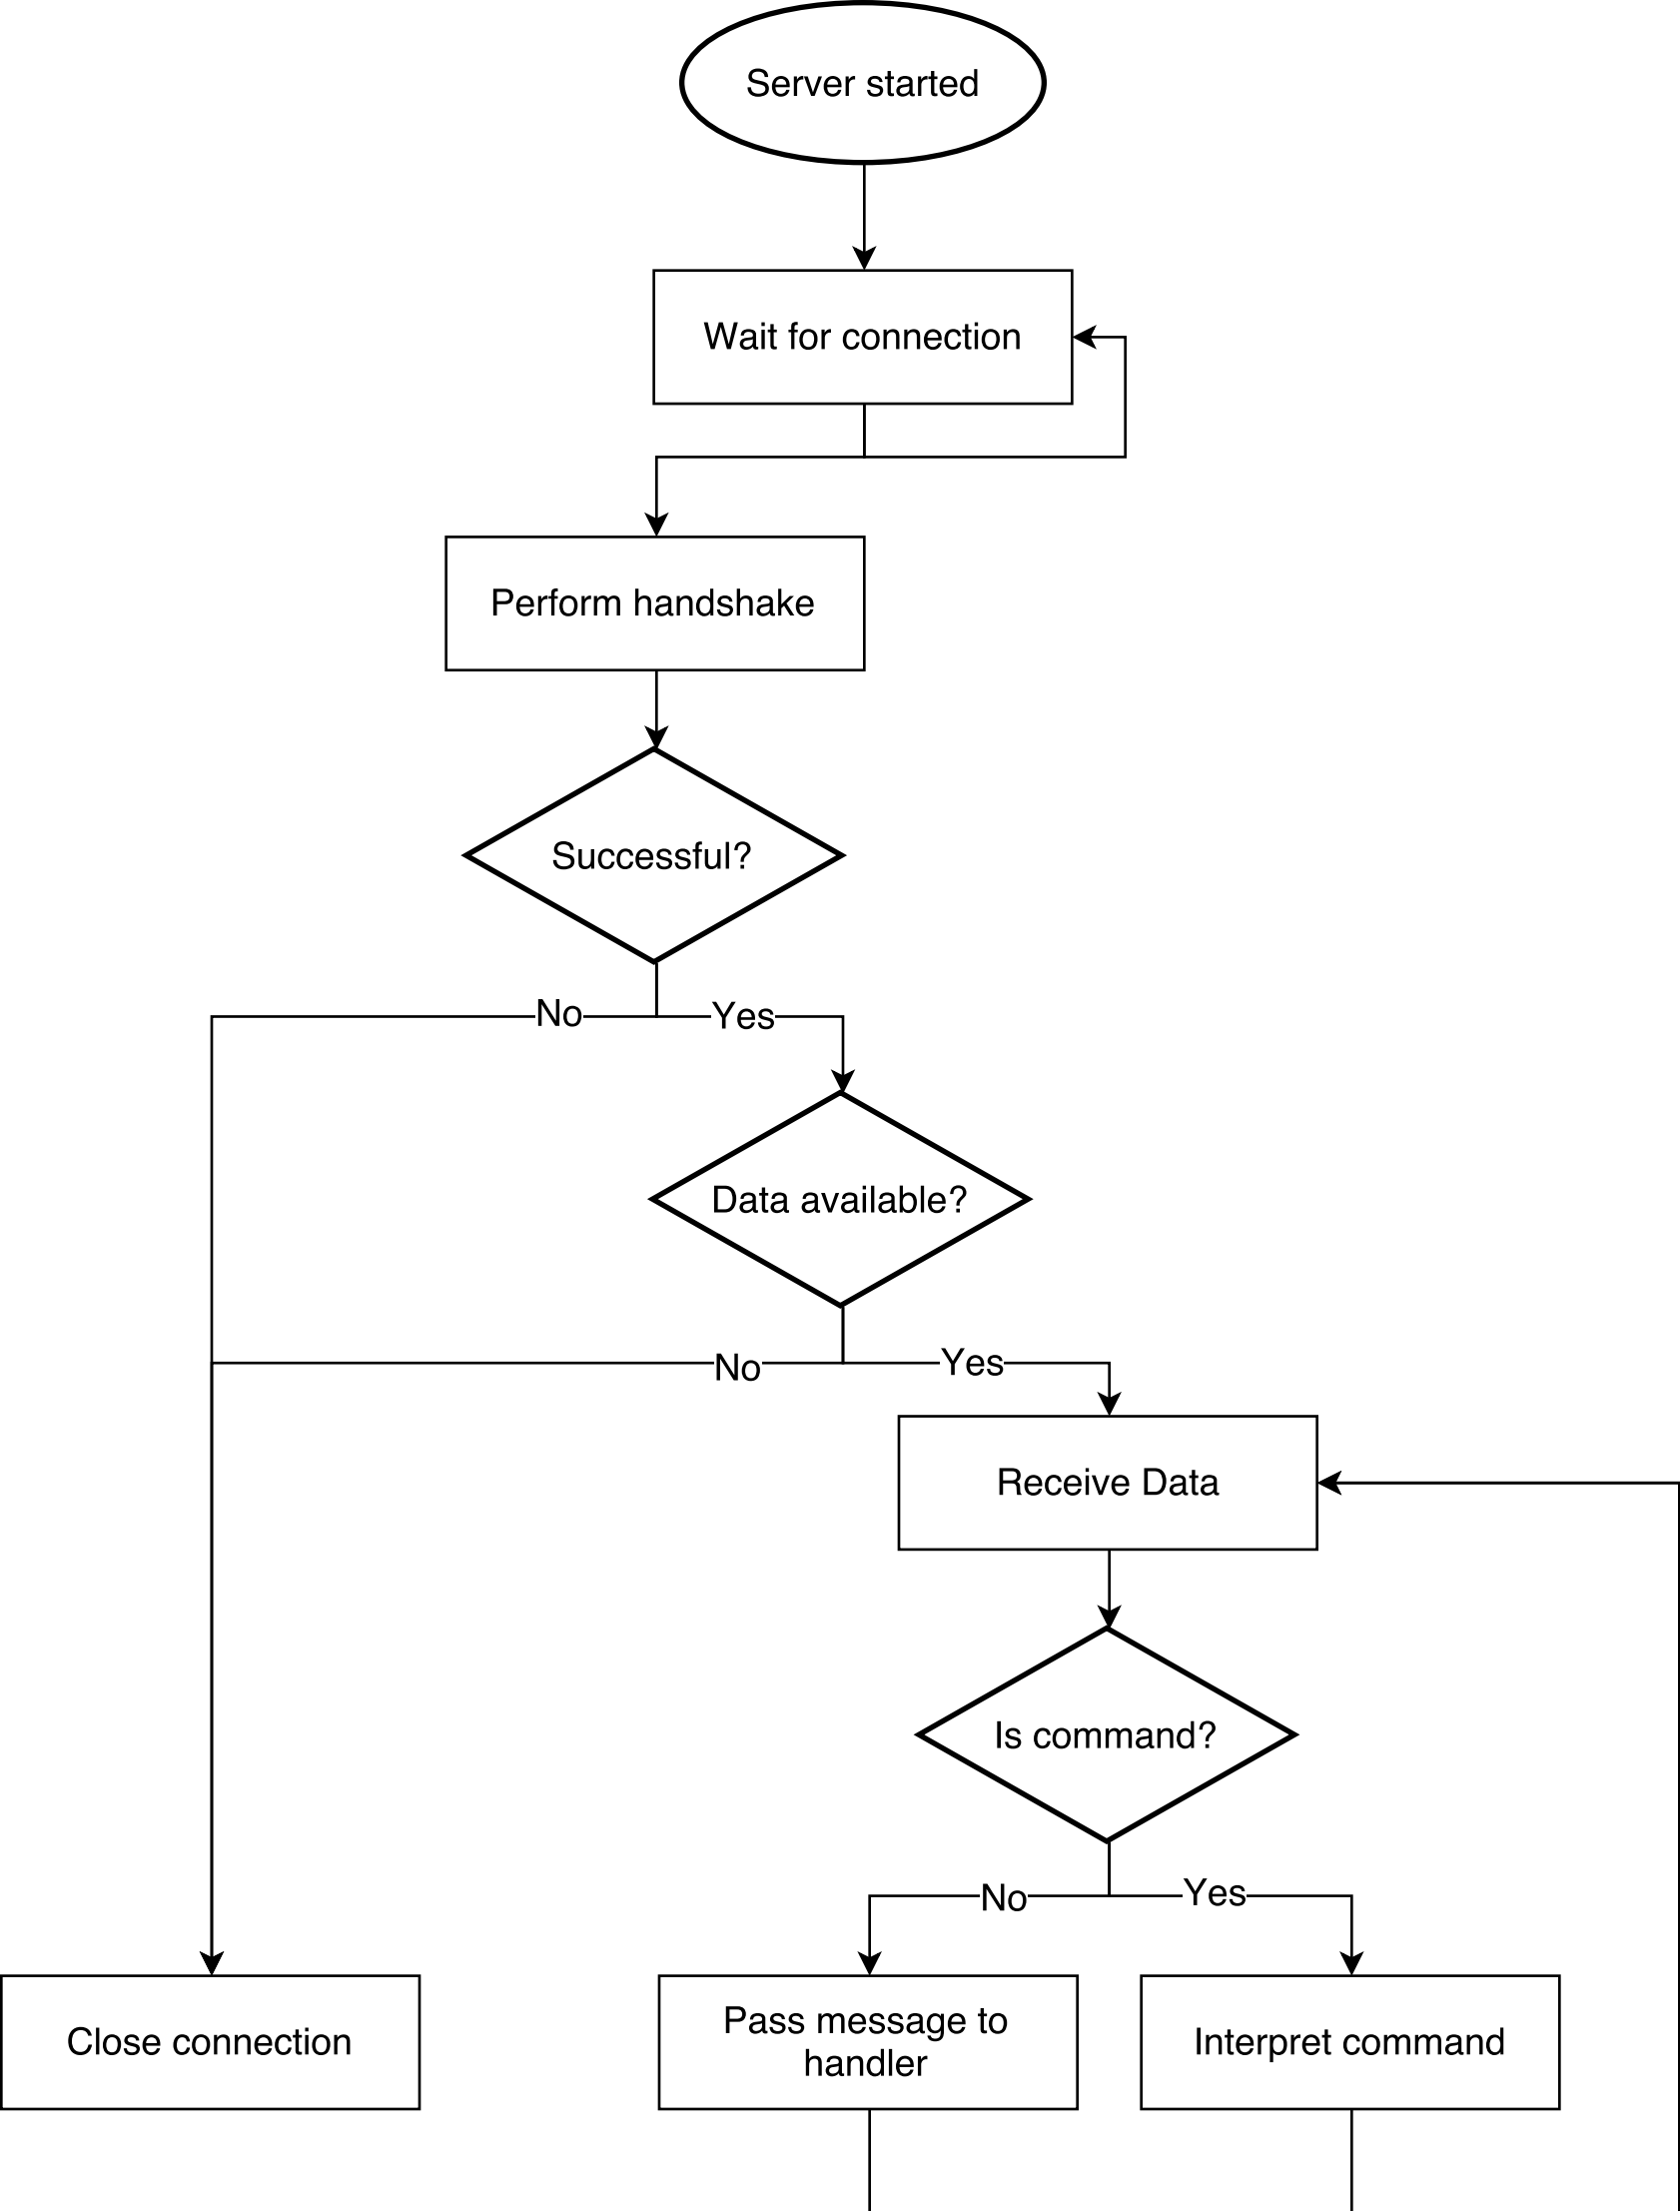 Server started
Wait for connection
Perform handshake
Successful?
No
Yes
Data available?
No
Yes
Receive Data
Is command?
No
Yes
Close connection
Pass message to
handler
Interpret command